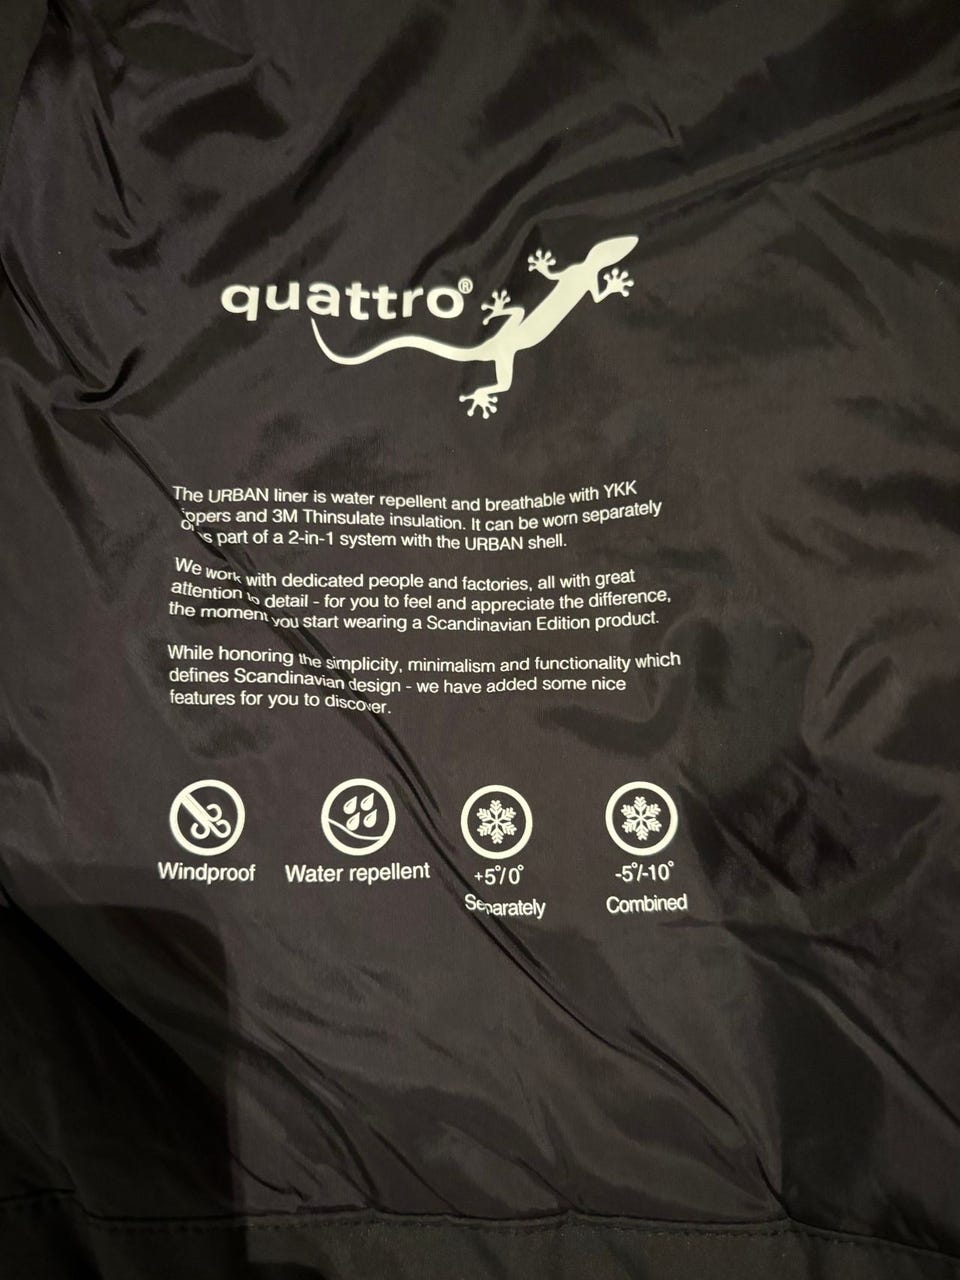 quattro®
The URBAN liner is water repellent and breathable with YKK
ippers and 3M Thinsulate insulation. It can be worn separately
or s part of a 2-in-1 system with the URBAN shell.
We work with dedicated people and factories, all with great
attention to detail - for you to feel and appreciate the difference,
the moment you start wearing a Scandinavian Edition product.
While honoring the simplicity, minimalism and functionality which
defines Scandinavian design - we have added some nice
features for you to discover.
Windproof
Water repellent
+5°/0°
Separately
-5°/-10°
Combined